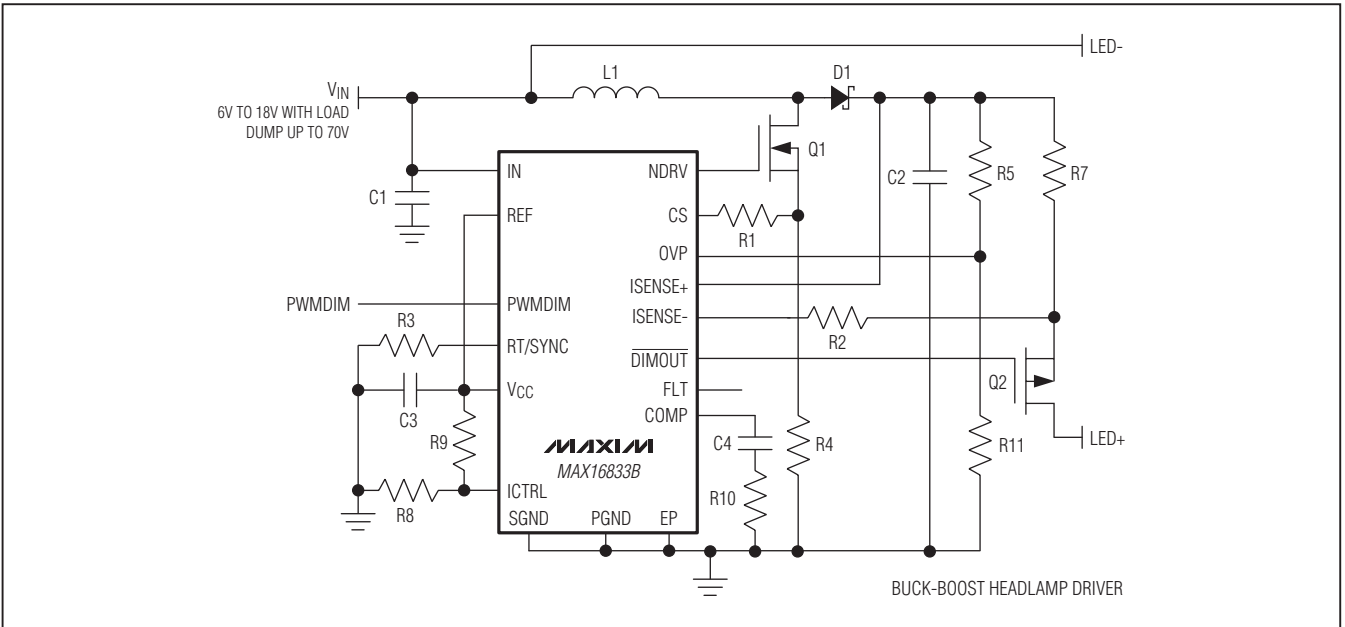 LED-
L1
D1
VIN
6V TO 18V WITH LOAD
DUMP UP TO 70V
Q1
IN
NDRV
C2
R5
R7
C1
REF
CS
R1
OVP
ISENSE+
PWMDIM
PWMDIM
ISENSE-
R3
R2
RT/SYNC
DIMOUT
Q2
VCC
FLT
C3
COMP
R9
MAXIM
C4
R4
R11
LED+
MAX16833B
ICTRL
R10
R8
SGND
PGND
EP
BUCK-BOOST HEADLAMP DRIVER